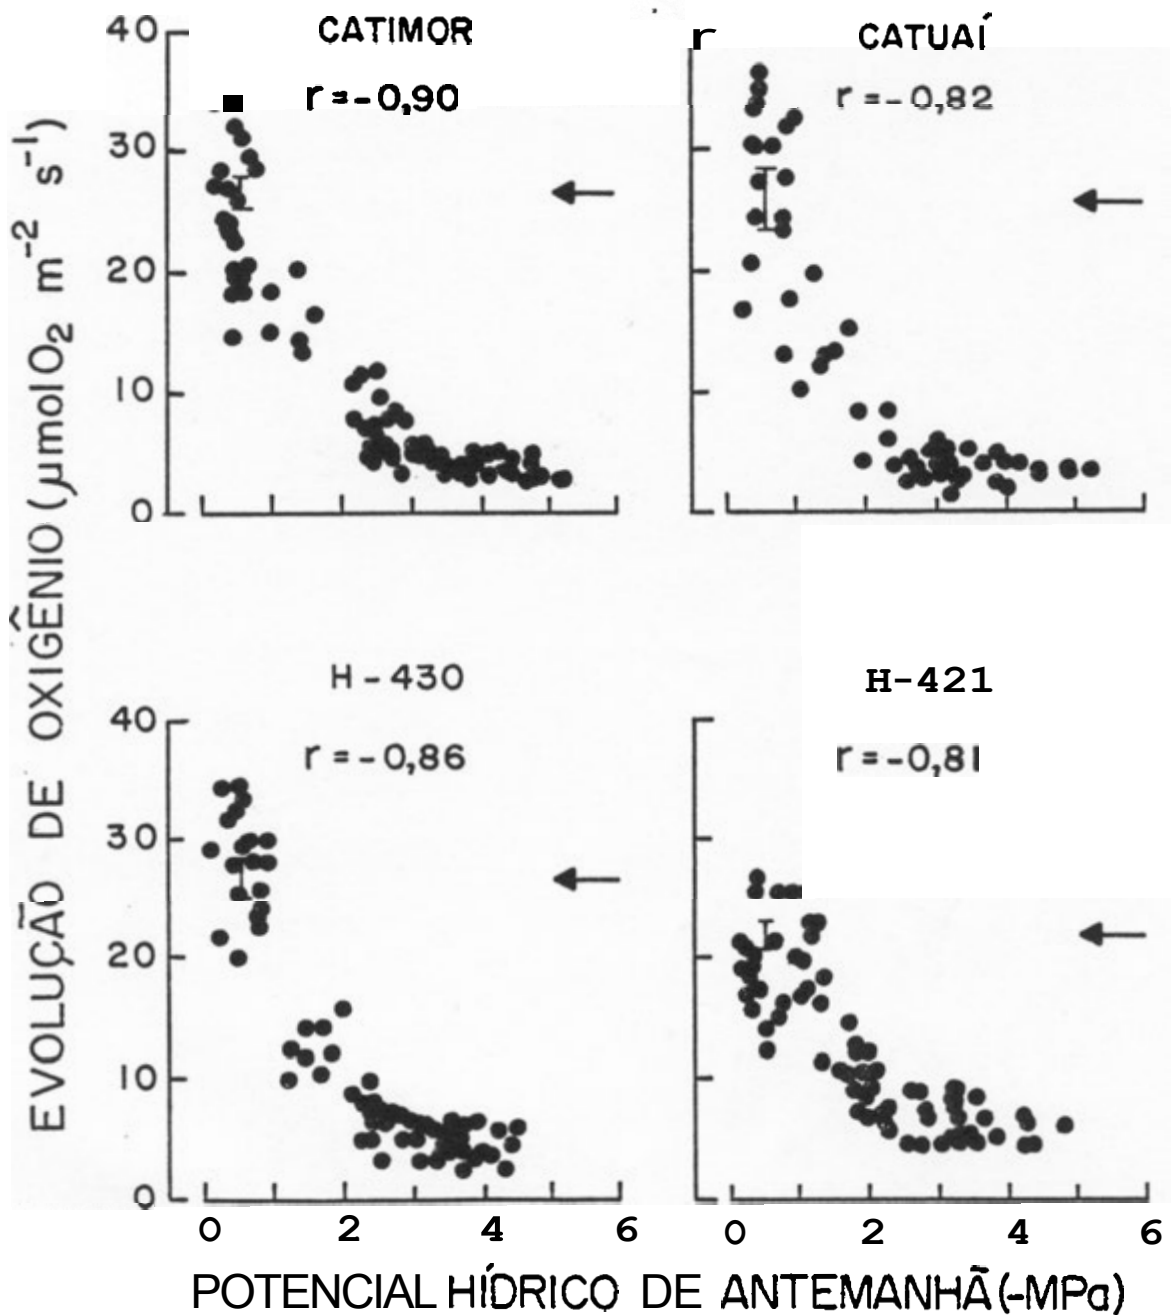 CATIMOR
r=-0,90
CATUAÍ
r=-0,82
40
30
20
10
0
H-430
r=-0,86
H-421
r=-0,81
40
30
20
10
0
0 2 4 6
0 2 4 6
EVOLUÇÃO DE OXIGÊNIO (µmol O₂ m⁻² s⁻¹)
POTENCIAL HÍDRICO DE ANTEMANHÃ (-MPa)